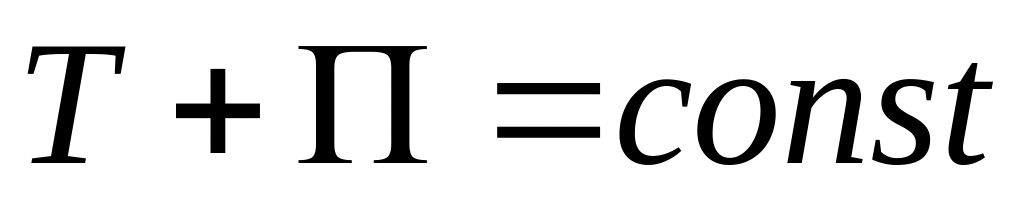 T + П = const